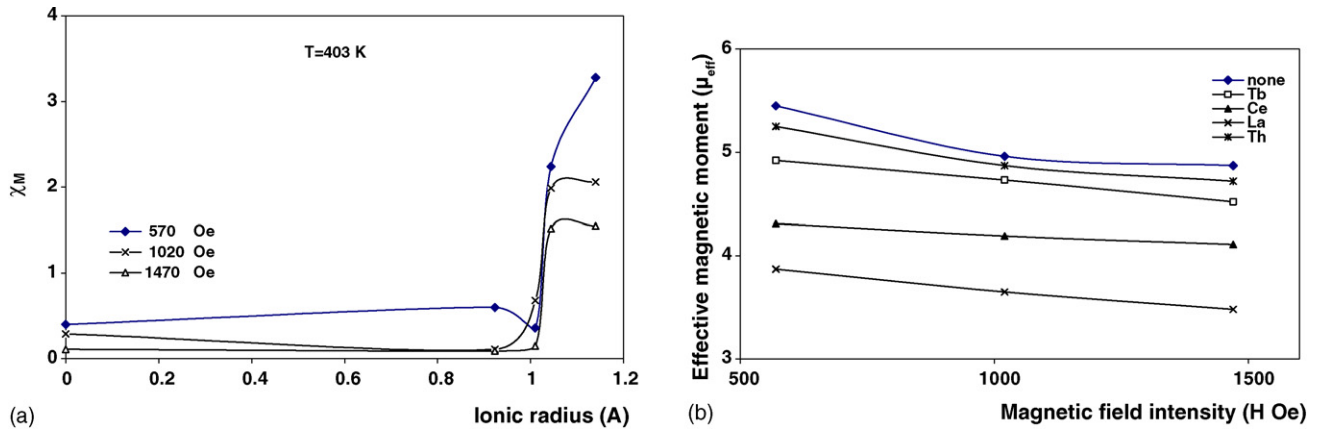 4
3
2
1
0
χM
T=403 K
570 Oe
1020 Oe
1470 Oe
0 0.2 0.4 0.6 0.8 1 1.2
Ionic radius (A)
(a)
6
5
4
3
Effective magnetic moment (μeff)
none
Tb
Ce
La
Th
500 1000 1500
Magnetic field intensity (H Oe)
(b)